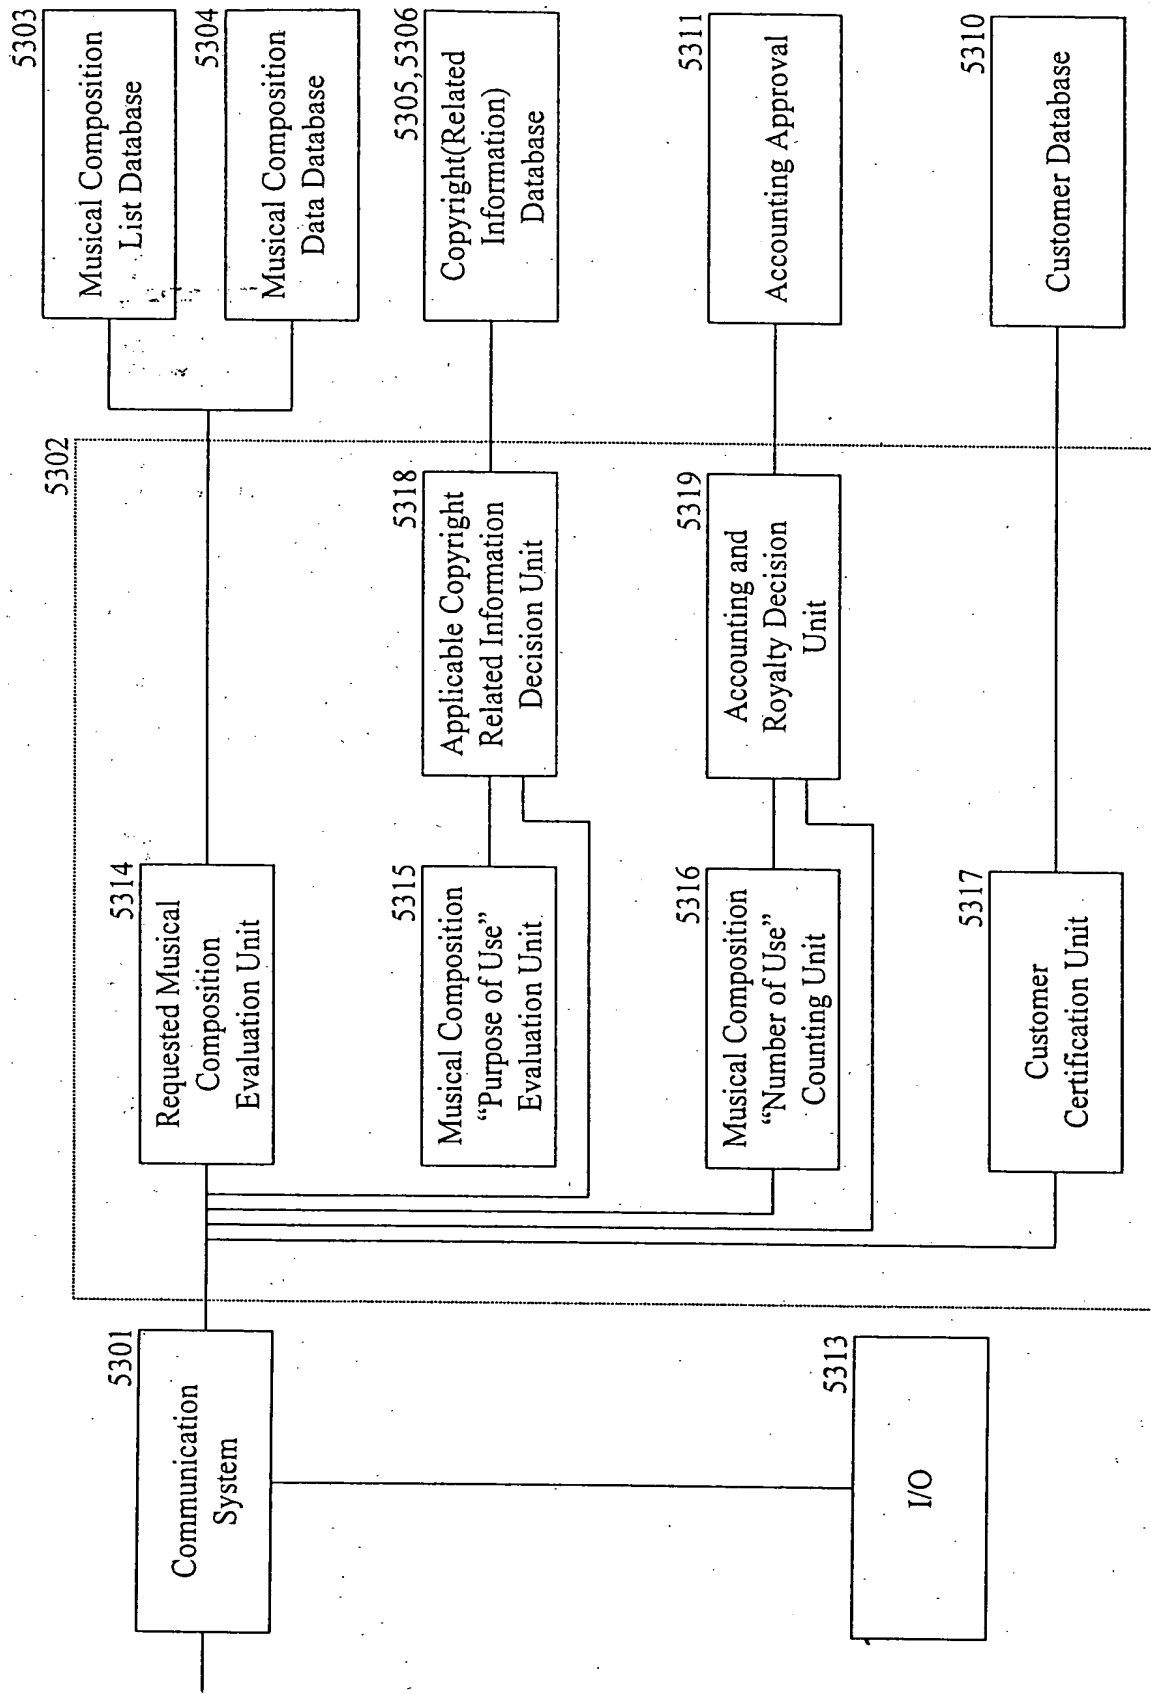 5301
Communication
System
5313
I/O
5302
5314
Requested Musical
Composition
Evaluation Unit
5315
Musical Composition
“Purpose of Use”
Evaluation Unit
5316
Musical Composition
“Number of Use”
Counting Unit
5317
Customer
Certification Unit
5318
Applicable Copyright
Related Information
Decision Unit
5319
Accounting and
Royalty Decision
Unit
5303
Musical Composition
List Database
5304
Musical Composition
Data Database
5305,5306
Copyright(Related
Information)
Database
5311
Accounting Approval
5310
Customer Database